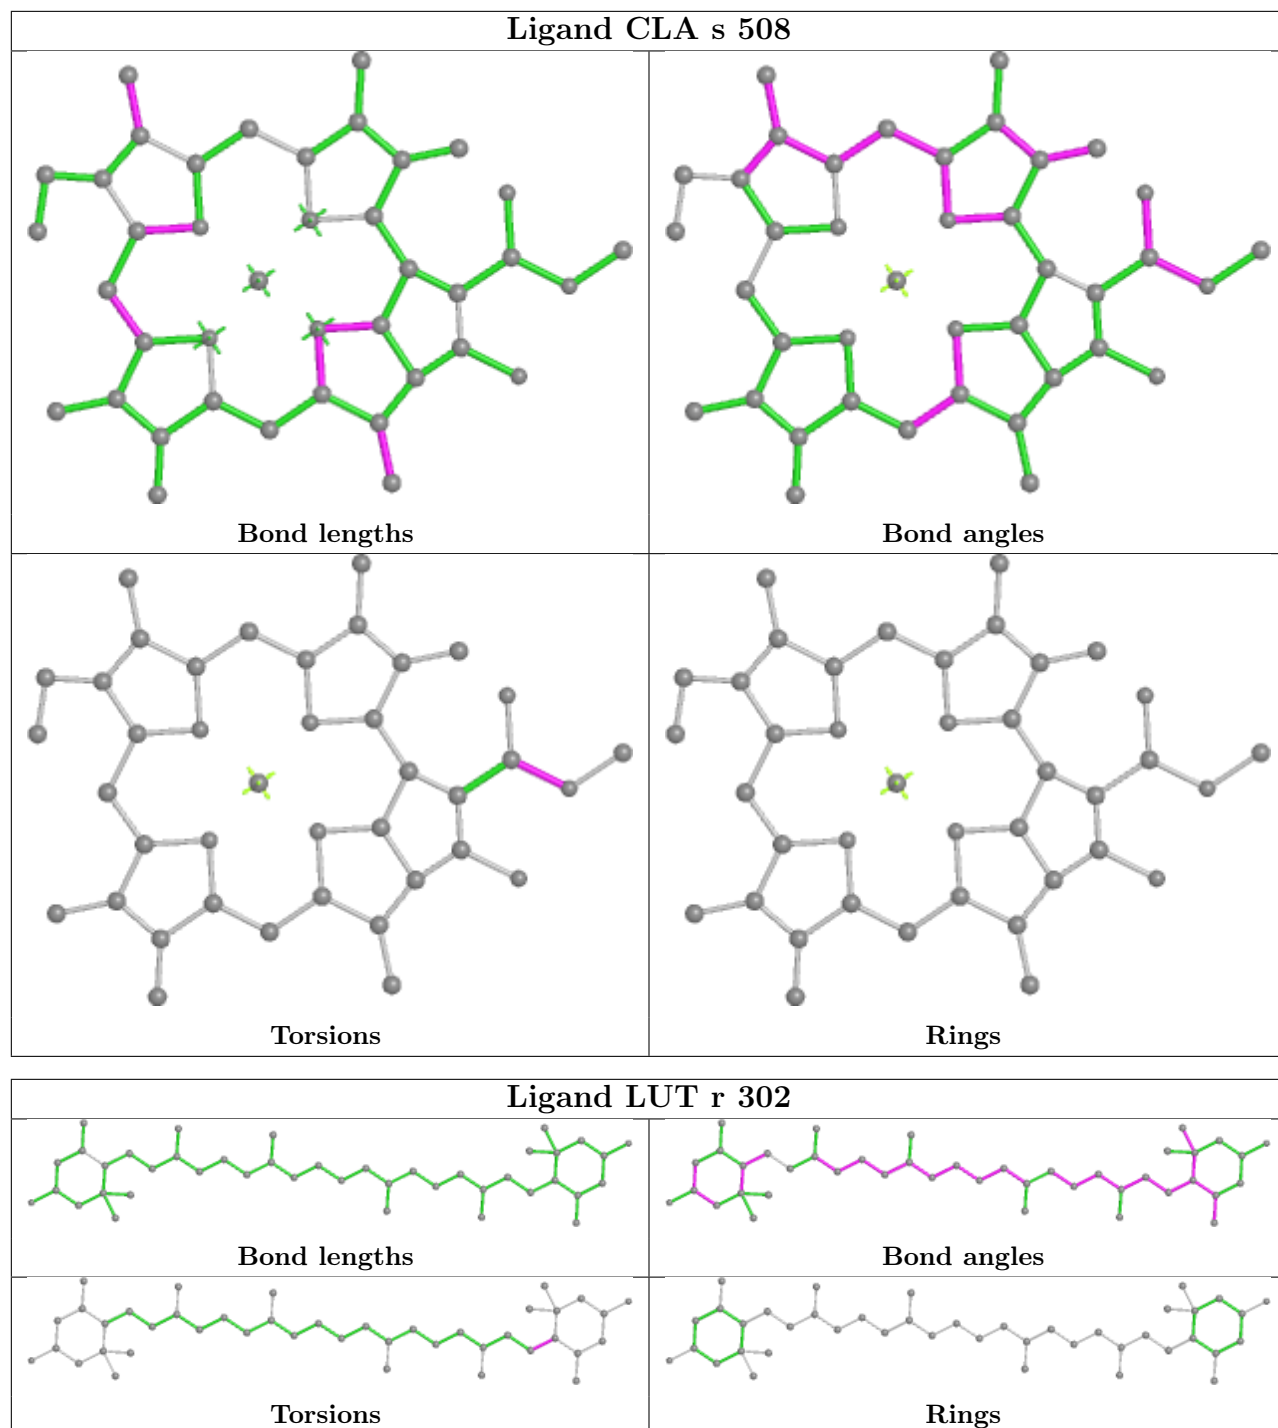 Ligand CLA s 508
Bond lengths
Bond angles
Torsions
Rings
Ligand LUT r 302
Bond lengths
Bond angles
Torsions
Rings